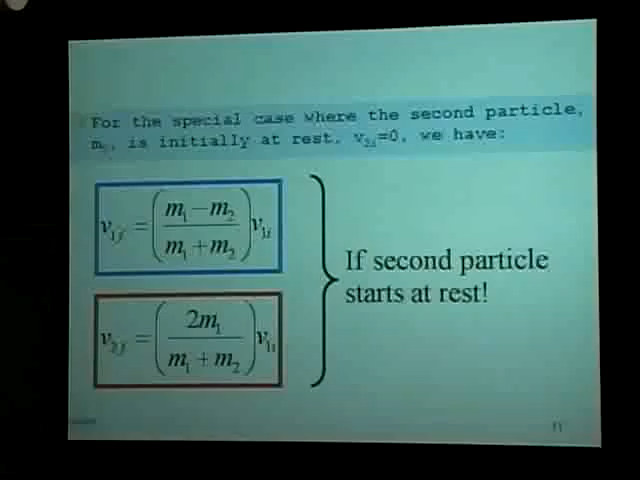 For the special case where the second particle,
m₂, is initially at rest, v₂ᵢ=0, we have:
v₁f = ( (m₁ − m₂) / (m₁ + m₂) ) v₁ᵢ
If second particle
starts at rest!
v₂f = ( 2m₁ / (m₁ + m₂) ) v₁ᵢ
11